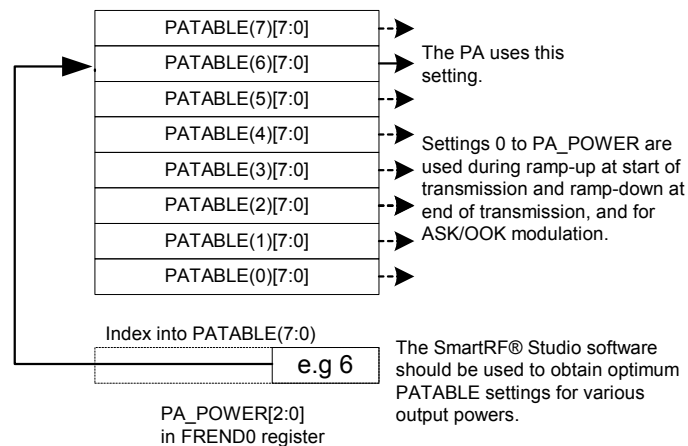 PATABLE(7)[7:0]
PATABLE(6)[7:0]
PATABLE(5)[7:0]
PATABLE(4)[7:0]
PATABLE(3)[7:0]
PATABLE(2)[7:0]
PATABLE(1)[7:0]
PATABLE(0)[7:0]
The PA uses this
setting.
Settings 0 to PA_POWER are
used during ramp-up at start of
transmission and ramp-down at
end of transmission, and for
ASK/OOK modulation.
Index into PATABLE(7:0)
e.g 6
PA_POWER[2:0]
in FREND0 register
The SmartRF® Studio software
should be used to obtain optimum
PATABLE settings for various
output powers.